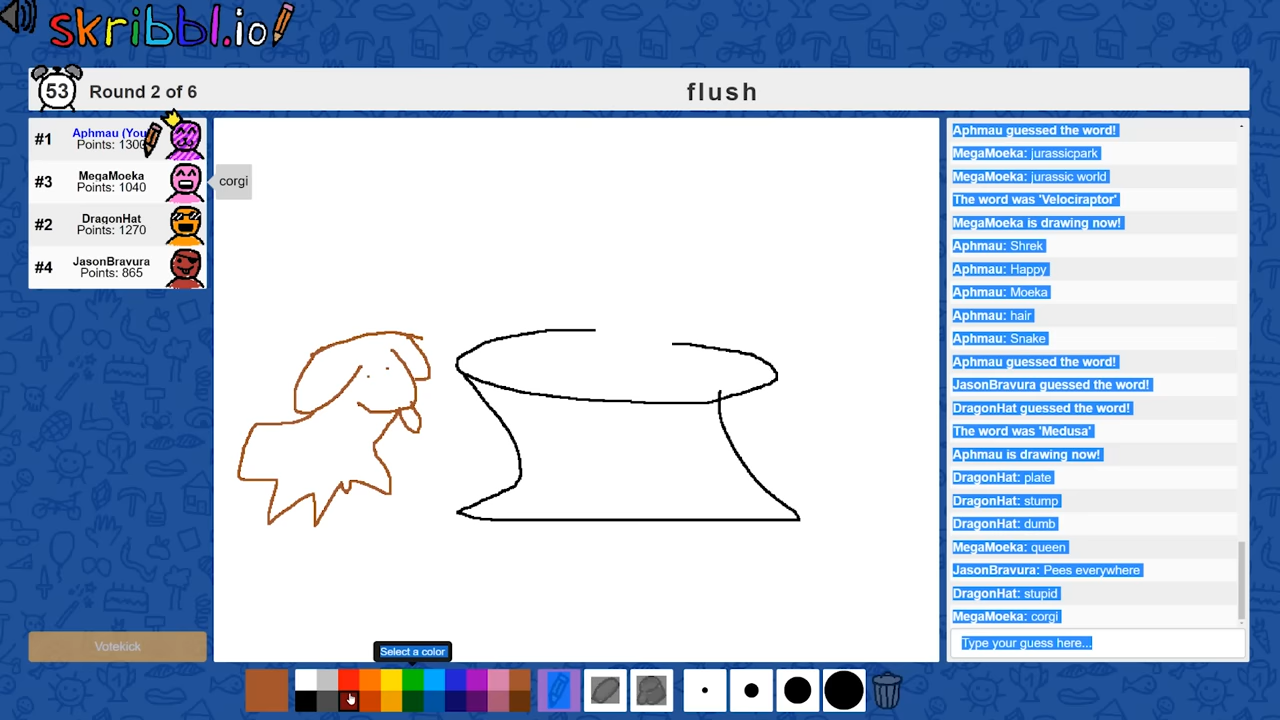 skribbl.io
53
Round 2 of 6
flush
#1
Aphmau (You
Points: 1300
#3
MegaMoeka
Points: 1040
corgi
#2
DragonHat
Points: 1270
#4
JasonBravura
Points: 865
Votekick
Aphmau guessed the word!
MegaMoeka: jurassicpark
MegaMoeka: jurassic world
The word was 'Velociraptor'
MegaMoeka is drawing now!
Aphmau: Shrek
Aphmau: Happy
Aphmau: Moeka
Aphmau: hair
Aphmau: Snake
Aphmau guessed the word!
JasonBravura guessed the word!
DragonHat guessed the word!
The word was 'Medusa'
Aphmau is drawing now!
DragonHat: plate
DragonHat: stump
DragonHat: dumb
MegaMoeka: queen
JasonBravura: Pees everywhere
DragonHat: stupid
MegaMoeka: corgi
Type your guess here...
Select a color